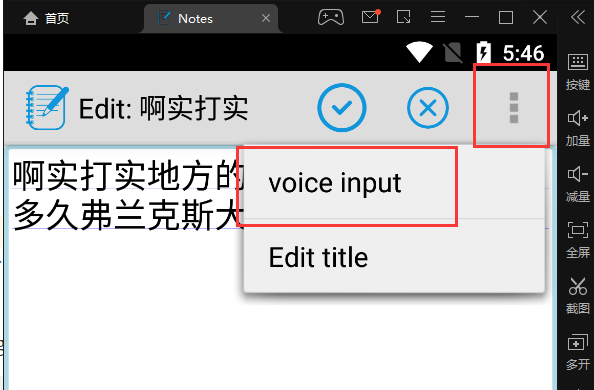 首页
Notes
5:46
按键
Edit: 啊实打实
加量
啊实打实地方的
voice input
减量
多久弗兰克斯大
全屏
Edit title
截图
多开